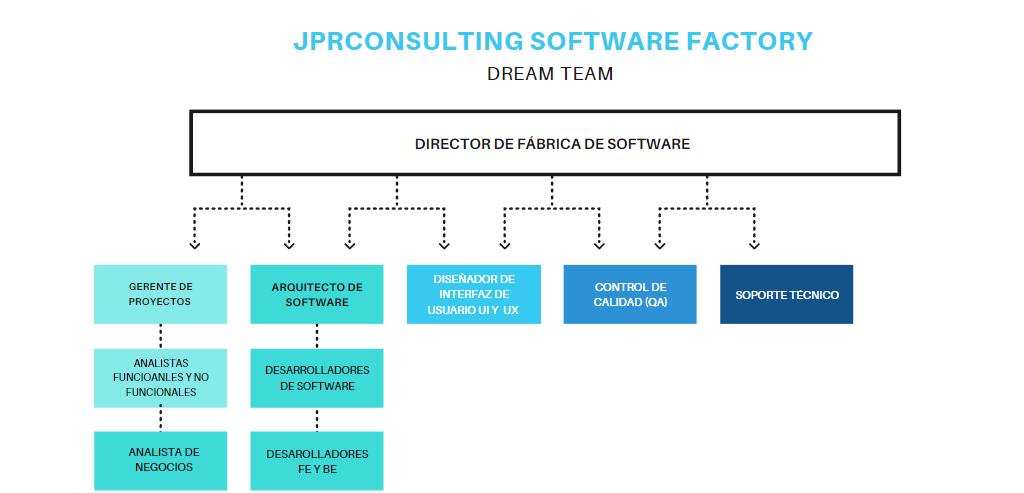 JPRCONSULTING SOFTWARE FACTORY
DREAM TEAM
DIRECTOR DE FÁBRICA DE SOFTWARE
GERENTE DE
PROYECTOS
ARQUITECTO DE
SOFTWARE
DISEÑADOR DE
INTERFAZ DE
USUARIO UI Y UX
CONTROL DE
CALIDAD (QA)
SOPORTE TÉCNICO
ANALISTAS
FUNCIOANLES Y NO
FUNCIONALES
DESARROLLADORES
DE SOFTWARE
ANALISTA DE
NEGOCIOS
DESAROLLADORES
FE Y BE